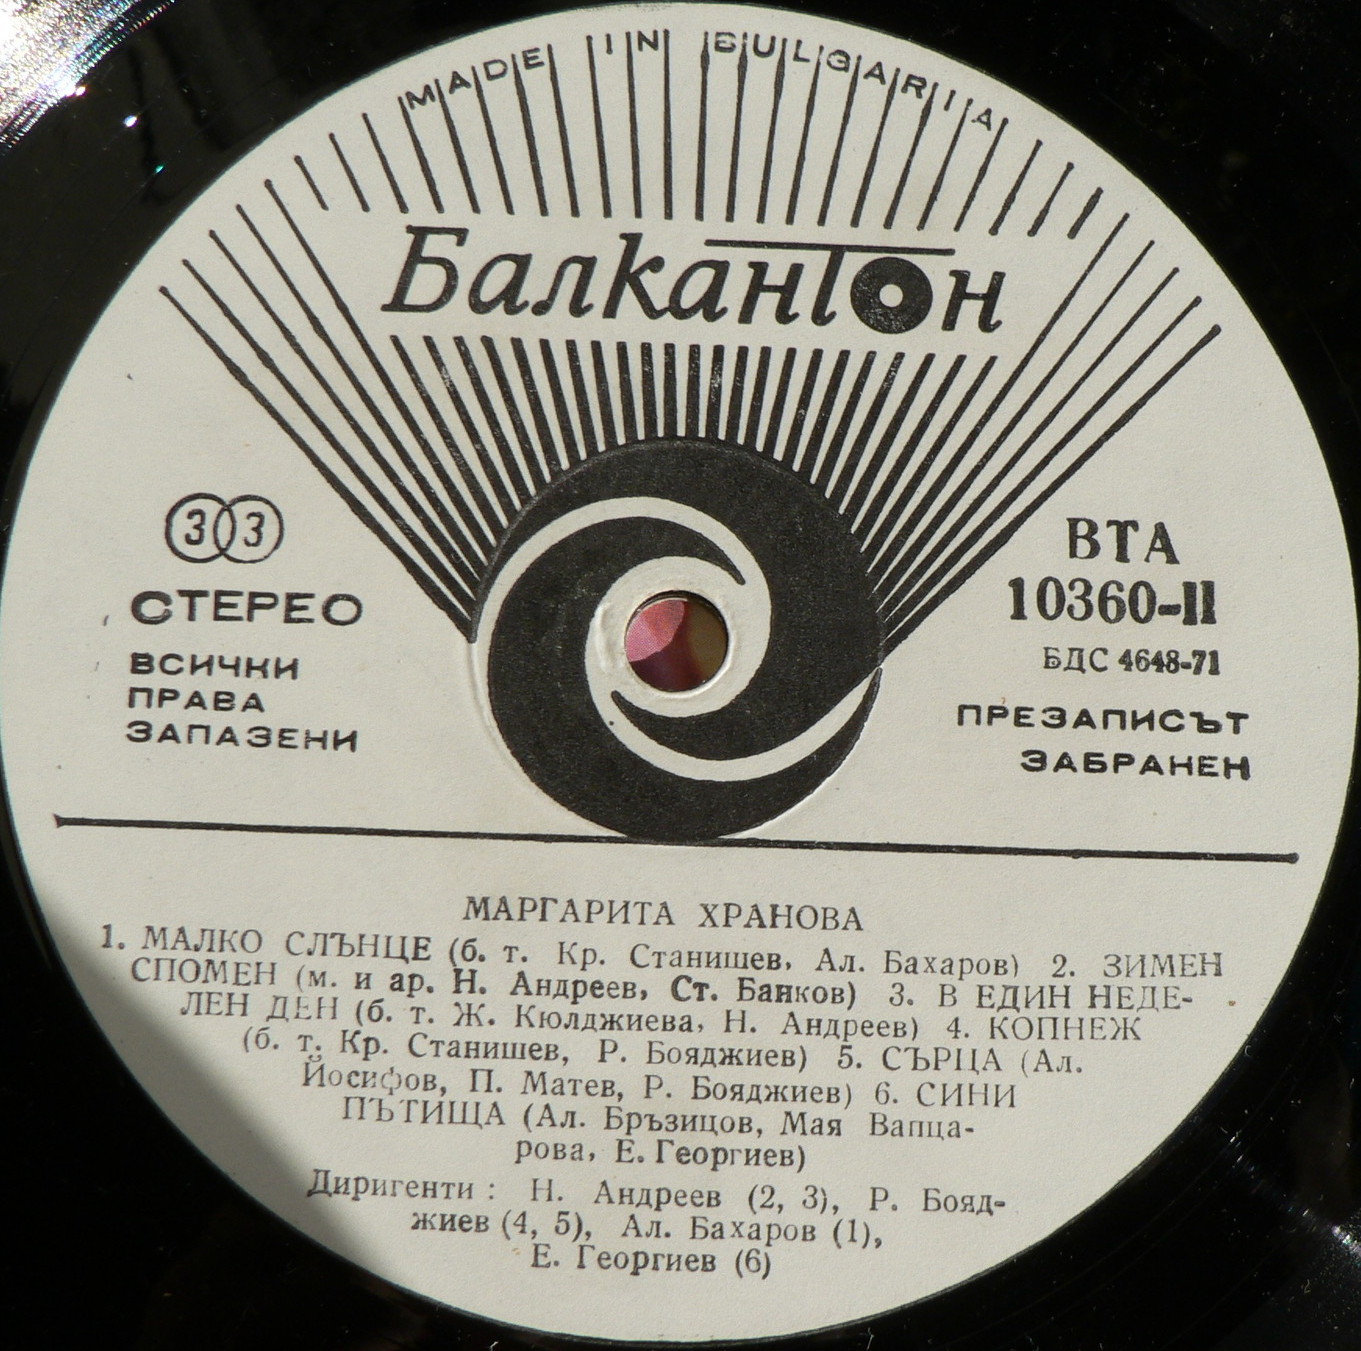 MADE IN BULGARIA
Балкантон
33
СТЕРЕО
ВСИЧКИ
ПРАВА
ЗАПАЗЕНИ
ВТА
10360-II
БДС 4648-71
ПРЕЗАПИСЪТ
ЗАБРАНЕН
МАРГАРИТА ХРАНОВА
1. МАЛКО СЛЪНЦЕ (б. т. Кр. Станишев, Ал. Бахаров) 2. ЗИМЕН
СПОМЕН (м. и ар. Н. Андреев, Ст. Банков) 3. В ЕДИН НЕДЕ-
ЛЕН ДЕН (б. т. Ж. Кюлджиева, Н. Андреев) 4. КОПНЕЖ
(б. т. Кр. Станишев, Р. Бояджиев) 5. СЪРЦА (Ал.
Йосифов, П. Матев, Р. Бояджиев) 6. СИНИ
ПЪТИЩА (Ал. Бръзицов, Мая Вапца-
рова, Е. Георгиев)
Диригенти : Н. Андреев (2, 3), Р. Бояд-
жиев (4, 5), Ал. Бахаров (1),
Е. Георгиев (6)